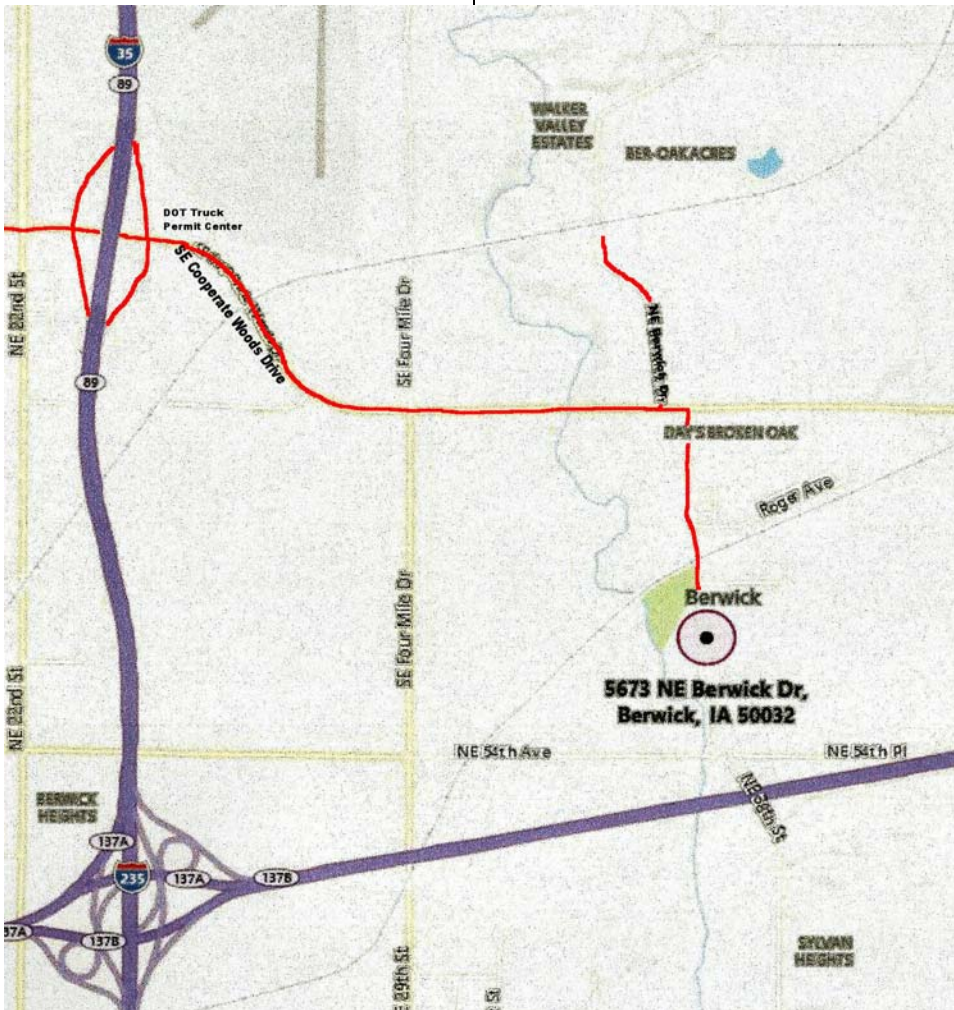 35
89
WALKER
VALLEY
ESTATES
BER-OAKACRES
DOT Truck
Permit Center
SE Cooperate Woods Drive
NE 22nd St
SE Four Mile Dr
NE Berwick Dr
89
DAY'S BROKEN OAK
Roger Ave
Berwick
SE Four Mile Dr
5673 NE Berwick Dr,
Berwick, IA 50032
NE 22nd St
NE 54th Ave
NE 54th Pl
BERWICK
HEIGHTS
NE 38th St
137A
235
137A
137B
137A
137B
SYLVAN
HEIGHTS
E 29th St
St